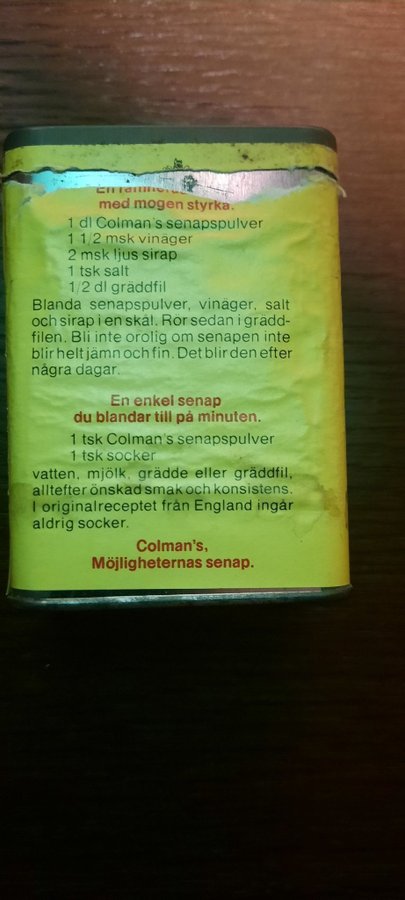 En
med mogen styrka.
1 dl Colman's senapspulver
1 1/2 msk vinäger
2 msk ljus sirap
1 tsk salt
1/2 dl gräddfil
Blanda senapspulver, vinäger, salt
och sirap i en skål. Rör sedan i grädd-
filen. Bli inte orolig om senapen inte
blir helt jämn och fin. Det blir den efter
några dagar.
En enkel senap
du blandar till på minuten.
1 tsk Colman's senapspulver
1 tsk socker
vatten, mjölk, grädde eller gräddfil,
alltefter önskad smak och konsistens.
I originalreceptet från England ingår
aldrig socker.
Colman's,
Möjligheternas senap.